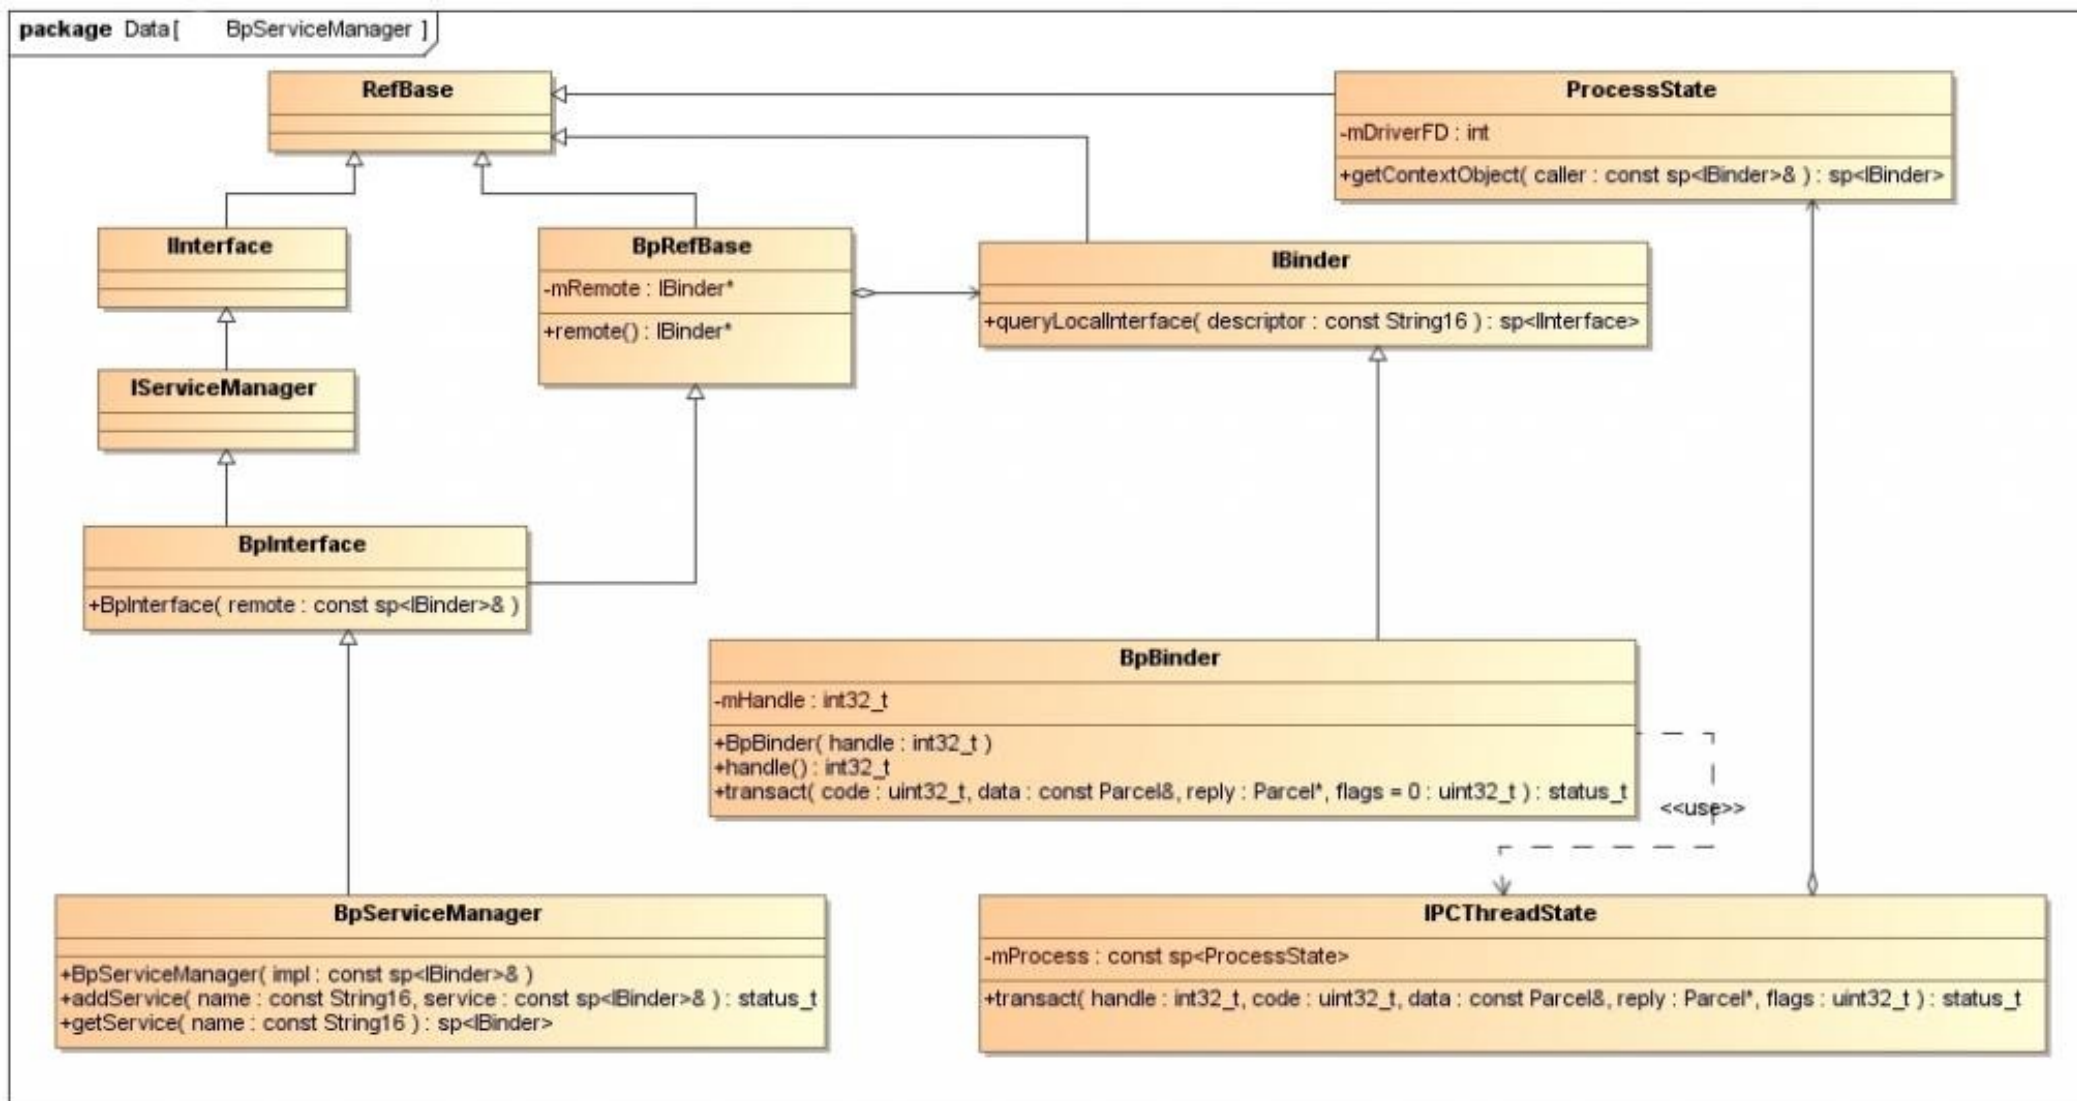 package Data[ BpServiceManager ]
RefBase
ProcessState
-mDriverFD : int
+getContextObject( caller : const sp<IBinder>& ) : sp<IBinder>
IInterface
BpRefBase
-mRemote : IBinder*
+remote() : IBinder*
IBinder
+queryLocalInterface( descriptor : const String16 ) : sp<IInterface>
IServiceManager
BpInterface
+BpInterface( remote : const sp<IBinder>& )
BpBinder
-mHandle : int32_t
+BpBinder( handle : int32_t )
+handle() : int32_t
+transact( code : uint32_t, data : const Parcel&, reply : Parcel*, flags = 0 : uint32_t ) : status_t
<<use>>
BpServiceManager
+BpServiceManager( impl : const sp<IBinder>& )
+addService( name : const String16, service : const sp<IBinder>& ) : status_t
+getService( name : const String16 ) : sp<IBinder>
IPCThreadState
-mProcess : const sp<ProcessState>
+transact( handle : int32_t, code : uint32_t, data : const Parcel&, reply : Parcel*, flags : uint32_t ) : status_t